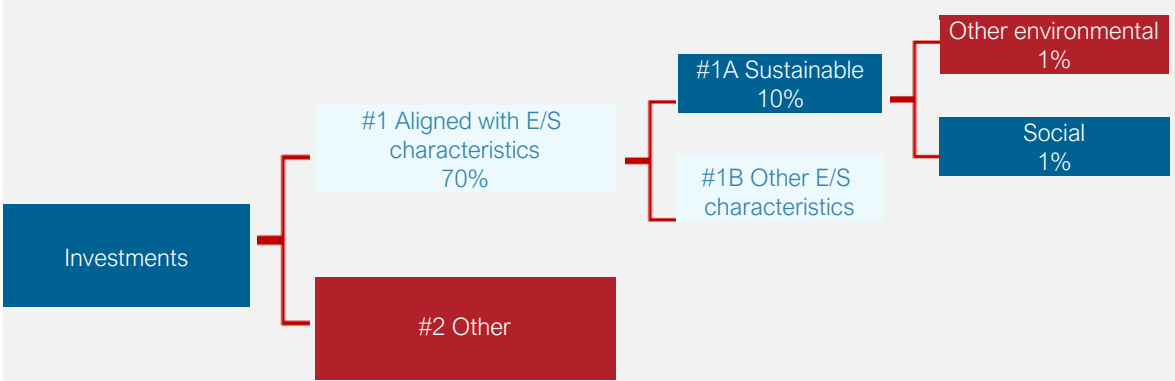 Investments
#1 Aligned with E/S
characteristics
70%
#2 Other
#1A Sustainable
10%
#1B Other E/S
characteristics
Other environmental
1%
Social
1%